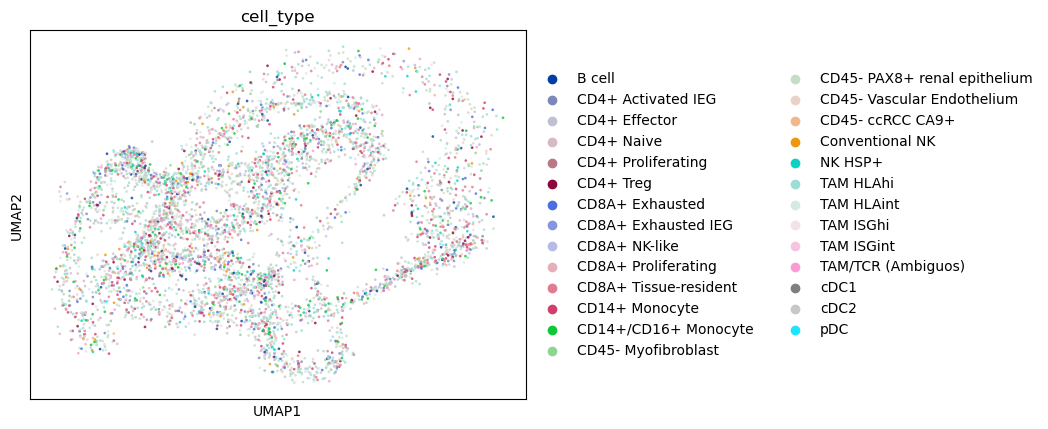 cell_type
UMAP2
UMAP1
B cell
CD4+ Activated IEG
CD4+ Effector
CD4+ Naive
CD4+ Proliferating
CD4+ Treg
CD8A+ Exhausted
CD8A+ Exhausted IEG
CD8A+ NK-like
CD8A+ Proliferating
CD8A+ Tissue-resident
CD14+ Monocyte
CD14+/CD16+ Monocyte
CD45- Myofibroblast
CD45- PAX8+ renal epithelium
CD45- Vascular Endothelium
CD45- ccRCC CA9+
Conventional NK
NK HSP+
TAM HLAhi
TAM HLAint
TAM ISGhi
TAM ISGint
TAM/TCR (Ambiguos)
cDC1
cDC2
pDC